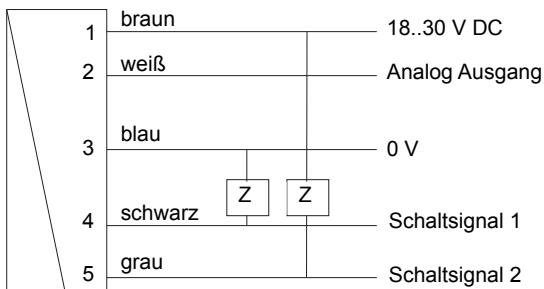 1 braun 18..30 V DC
2 weiß Analog Ausgang
3 blau 0 V
Z Z
4 schwarz Schaltsignal 1
5 grau Schaltsignal 2